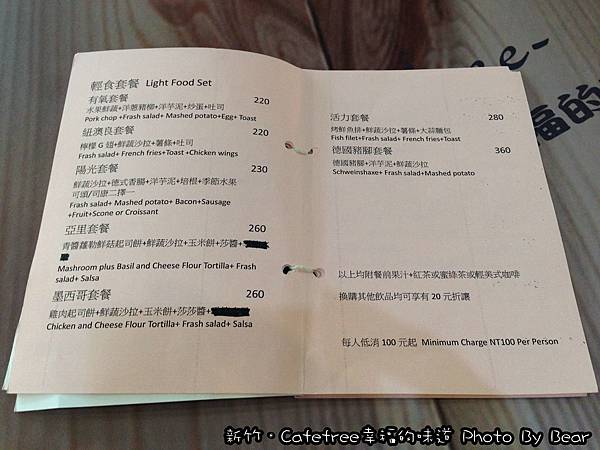 輕食套餐 Light Food Set
有氧套餐 220
水果鮮蔬+洋蔥豬柳+洋芋泥+炒蛋+吐司
Pork chop +Frash salad+ Mashed potato+Egg+ Toast
紐澳良套餐 220
檸檬 G 翅+鮮蔬沙拉+薯條+吐司
Frash salad+ French fries+Toast+Chicken wings
陽光套餐 230
鮮蔬沙拉+德式香腸+洋芋泥+培根+季節水果
可頌/司康二擇一
Frash salad+ Mashed potato+ Bacon+Sausage
+Fruit+Scone or Croissant
亞里套餐 260
青醬蘿勒鮮菇起司餅+鮮蔬沙拉+玉米餅+莎醬+
Mashroom plus Basil and Cheese Flour Tortilla+ Frash
salad+ Salsa
墨西哥套餐 260
雞肉起司餅+鮮蔬沙拉+玉米餅+莎莎醬+
Chicken and Cheese Flour Tortilla+ Frash salad+ Salsa
活力套餐 280
烤鮮魚排+鮮蔬沙拉+薯條+大蒜麵包
Fish filet+Frash salad+ French fries+Toast
德國豬腳套餐 360
德國豬腳+洋芋泥+鮮蔬沙拉
Schweinshaxe+ Frash salad+Mashed potato
以上均附餐前果汁+紅茶或蜜綠茶或輕美式咖啡
換購其他飲品均可享有 20 元折讓
每人低消 100 元起 Minimum Charge NT100 Per Person
福的
新竹・Cafetree幸福的味道 Photo By Bear